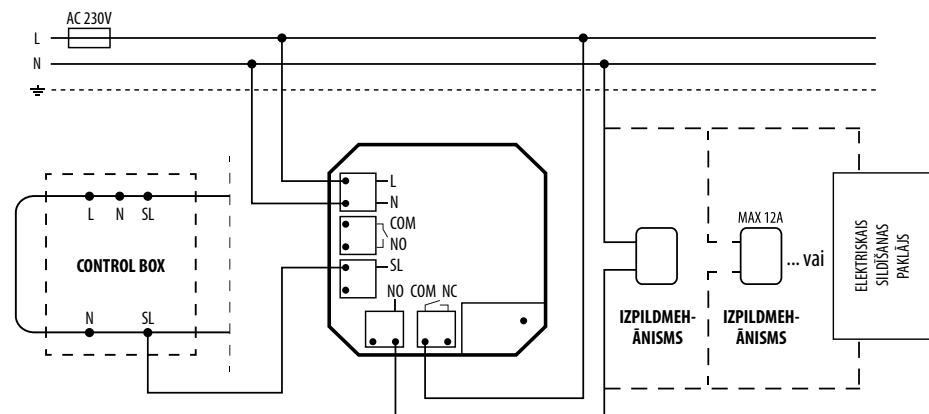 AC 230V
L
N
L
N
COM
NO
SL
NO COM NC
L N SL
CONTROL BOX
N SL
MAX 12A
... vai
IZPILDMEH-
ĀNISMS
IZPILDMEH-
ĀNISMS
ELEKTRISKAIS
SILDĪŠANAS
PAKLĀJS